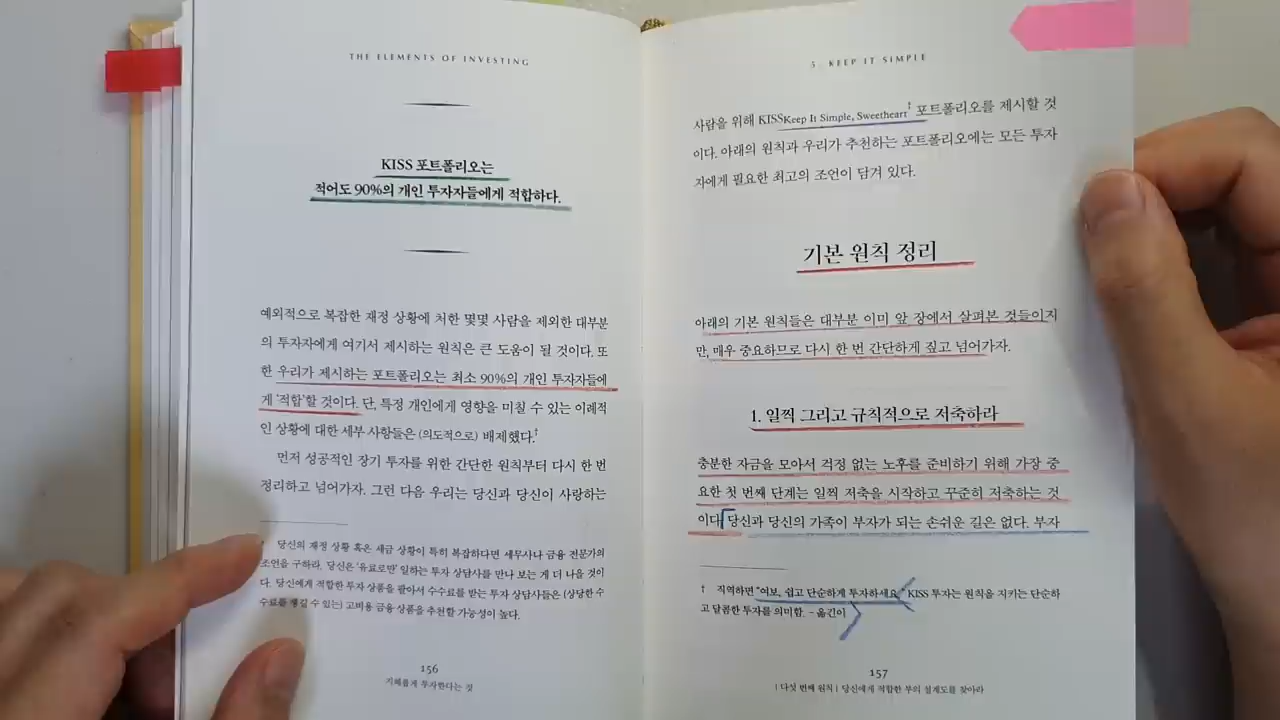 THE ELEMENTS OF INVESTING
KISS 포트폴리오는
적어도 90%의 개인 투자자들에게 적합하다.
예외적으로 복잡한 재정 상황에 처한 몇몇 사람을 제외한 대부분
의 투자자에게 여기서 제시하는 원칙은 큰 도움이 될 것이다. 또
한 우리가 제시하는 포트폴리오는 최소 90%의 개인 투자자들에
게 '적합'할 것이다. 단, 특정 개인에게 영향을 미칠 수 있는 이례적
인 상황에 대한 세부 사항들은 (의도적으로) 배제했다.†
먼저 성공적인 장기 투자를 위한 간단한 원칙부터 다시 한 번
정리하고 넘어가자. 그런 다음 우리는 당신과 당신이 사랑하는
† 당신의 재정 상황 혹은 세금 상황이 특히 복잡하다면 세무사나 금융 전문가의
조언을 구하라. 당신은 '유료로만' 일하는 투자 상담사를 만나 보는 게 더 나을 것이
다. 당신에게 적합한 투자 상품을 팔아서 수수료를 받는 투자 상담사들은 (상당한 수
수료를 챙길 수 있는) 고비용 금융 상품을 추천할 가능성이 높다.
156
지혜롭게 투자한다는 것
5. KEEP IT SIMPLE
사람을 위해 KISSKeep It Simple, Sweetheart† 포트폴리오를 제시할 것
이다. 아래의 원칙과 우리가 추천하는 포트폴리오에는 모든 투자
자에게 필요한 최고의 조언이 담겨 있다.
기본 원칙 정리
아래의 기본 원칙들은 대부분 이미 앞 장에서 살펴본 것들이지
만, 매우 중요하므로 다시 한 번 간단하게 짚고 넘어가자.
1. 일찍 그리고 규칙적으로 저축하라
충분한 자금을 모아서 걱정 없는 노후를 준비하기 위해 가장 중
요한 첫 번째 단계는 일찍 저축을 시작하고 꾸준히 저축하는 것
이다. 당신과 당신의 가족이 부자가 되는 손쉬운 길은 없다. 부자
† 직역하면 "여보, 쉽고 단순하게 투자하세요." KISS 투자는 원칙을 지키는 단순하
고 달콤한 투자를 의미함. - 옮긴이
157
| 다섯 번째 원칙 | 당신에게 적합한 부의 설계도를 찾아라